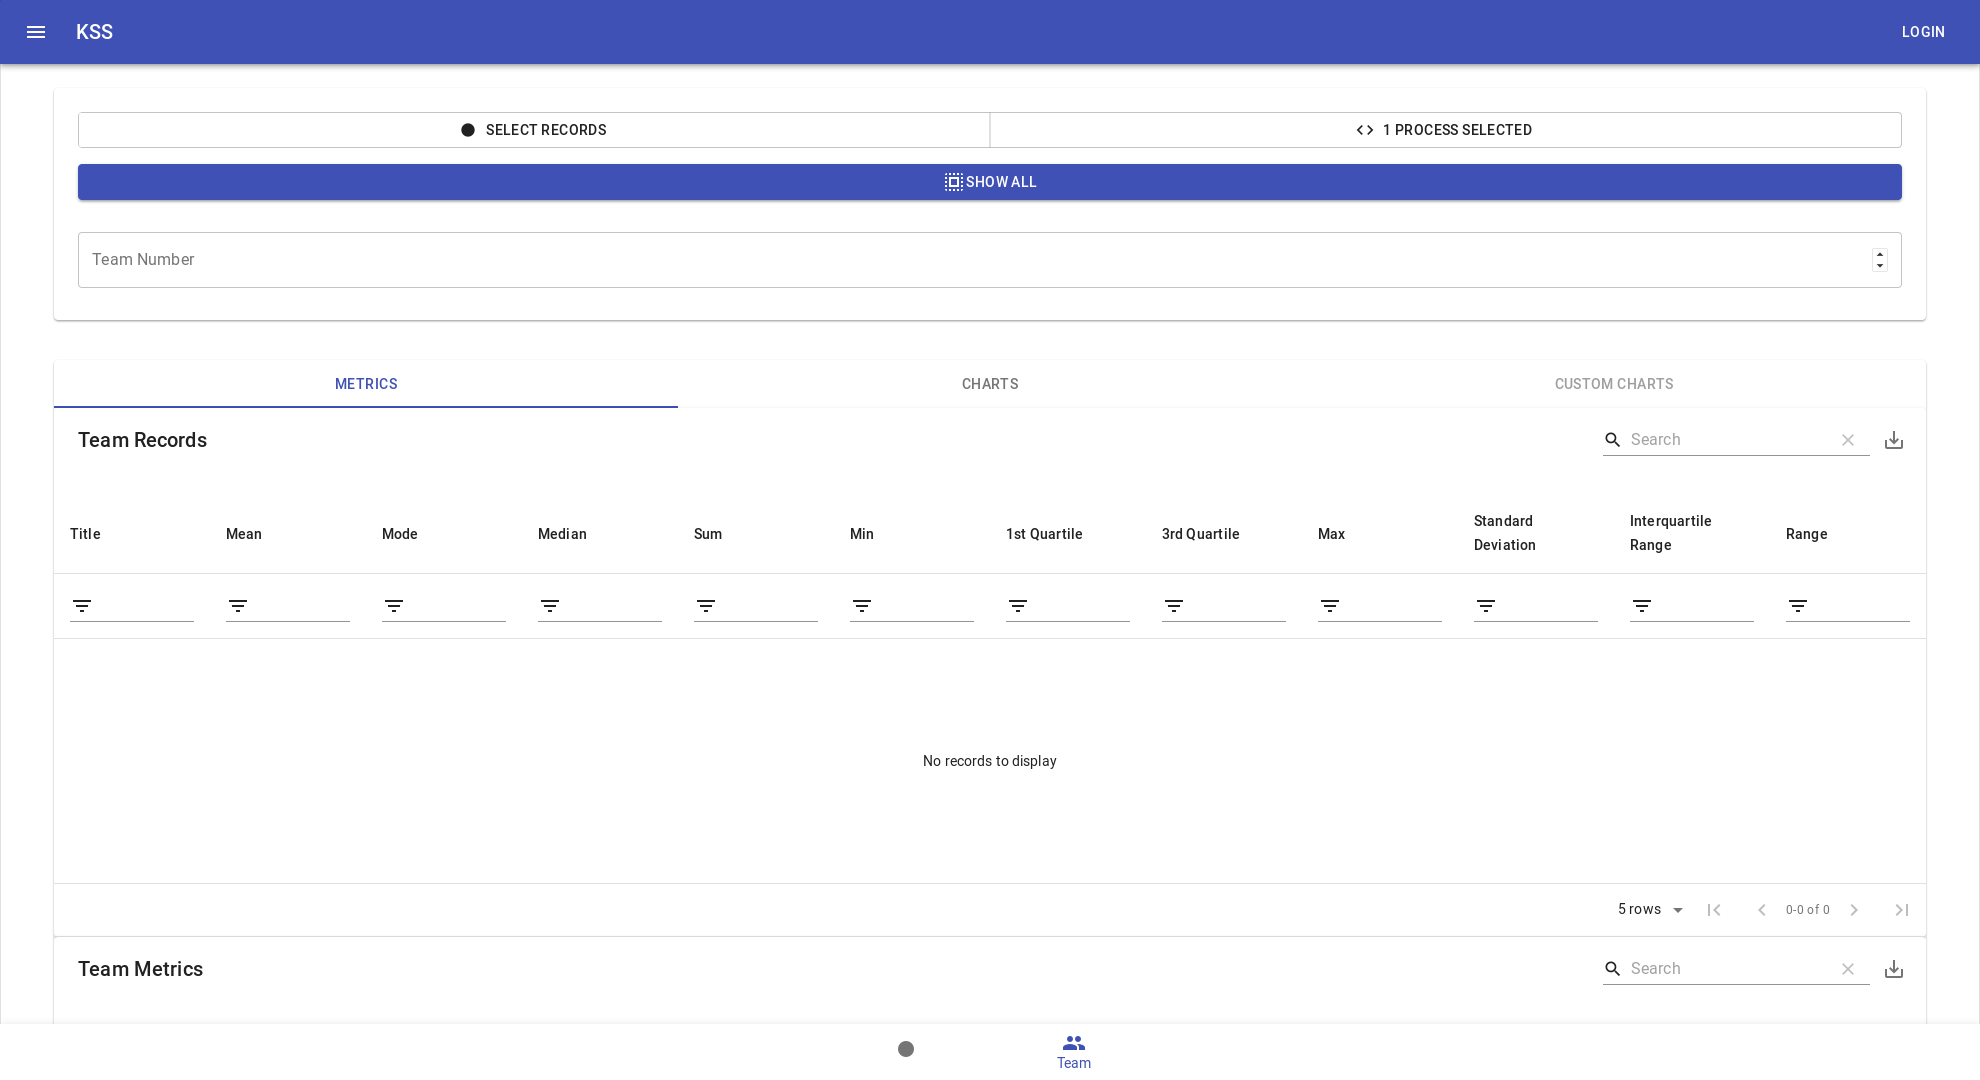 KSS
LOGIN
SELECT RECORDS
1 PROCESS SELECTED
SHOW ALL
Team Number
METRICS
CHARTS
CUSTOM CHARTS
Team Records
Search
Title
Mean
Mode
Median
Sum
Min
1st Quartile
3rd Quartile
Max
Standard
Deviation
Interquartile
Range
Range
No records to display
5 rows
0-0 of 0
Team Metrics
Search
Team